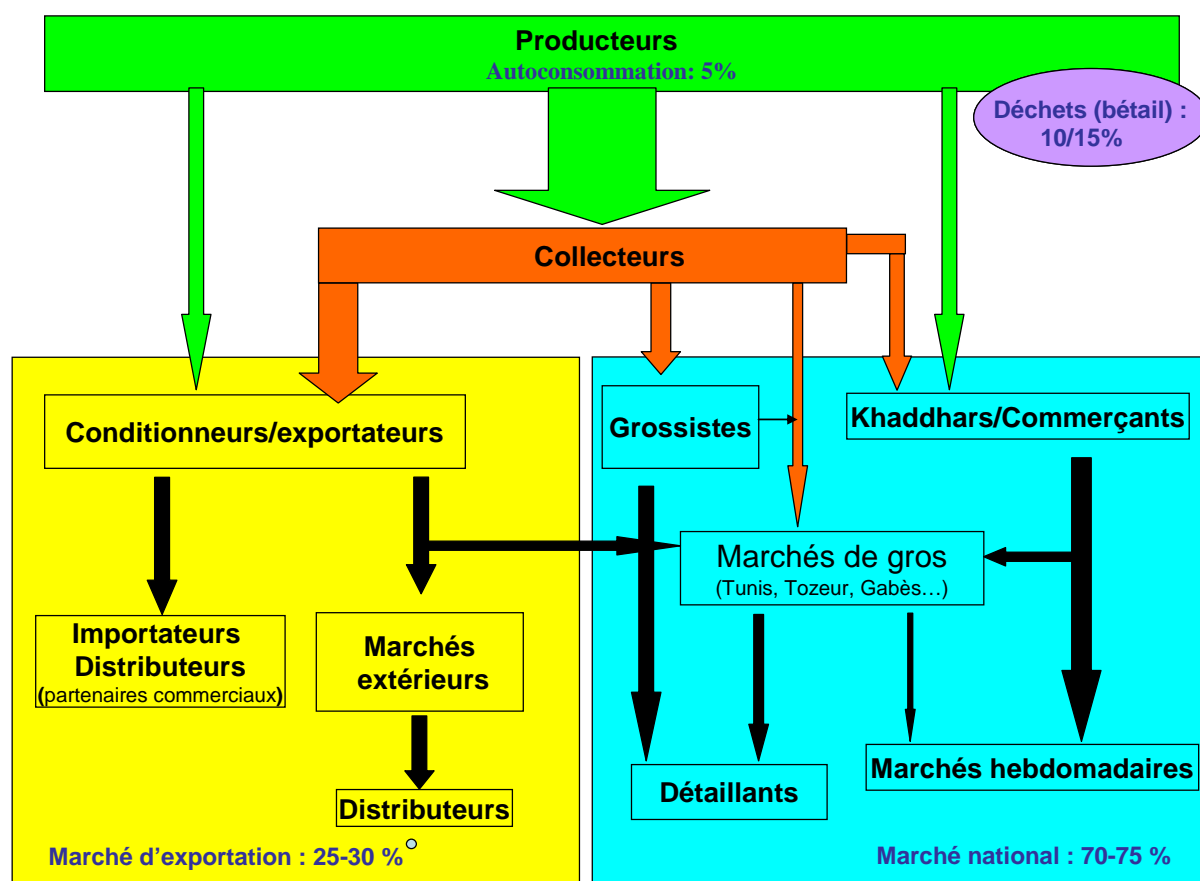 Producteurs
Autoconsommation: 5%
Déchets (bétail) :
10/15%
Collecteurs
Conditionneurs/exportateurs
Grossistes
Khaddhars/Commerçants
Marchés de gros
(Tunis, Tozeur, Gabès…)
Importateurs
Distributeurs
(partenaires commerciaux)
Marchés
extérieurs
Distributeurs
Détaillants
Marchés hebdomadaires
Marché d’exportation : 25-30 %
Marché national : 70-75 %